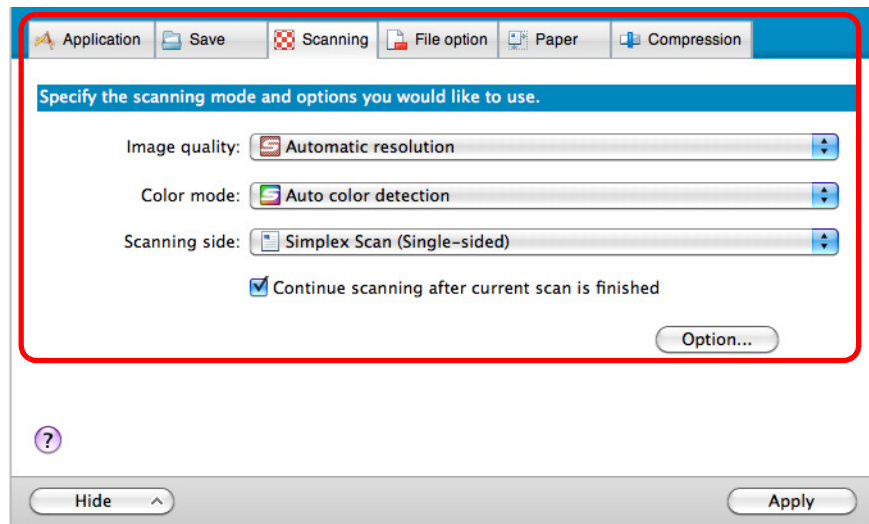 Application Save Scanning File option Paper Compression
Specify the scanning mode and options you would like to use.
Image quality: Automatic resolution
Color mode: Auto color detection
Scanning side: Simplex Scan (Single-sided)
Continue scanning after current scan is finished
Option...
?
Hide Apply